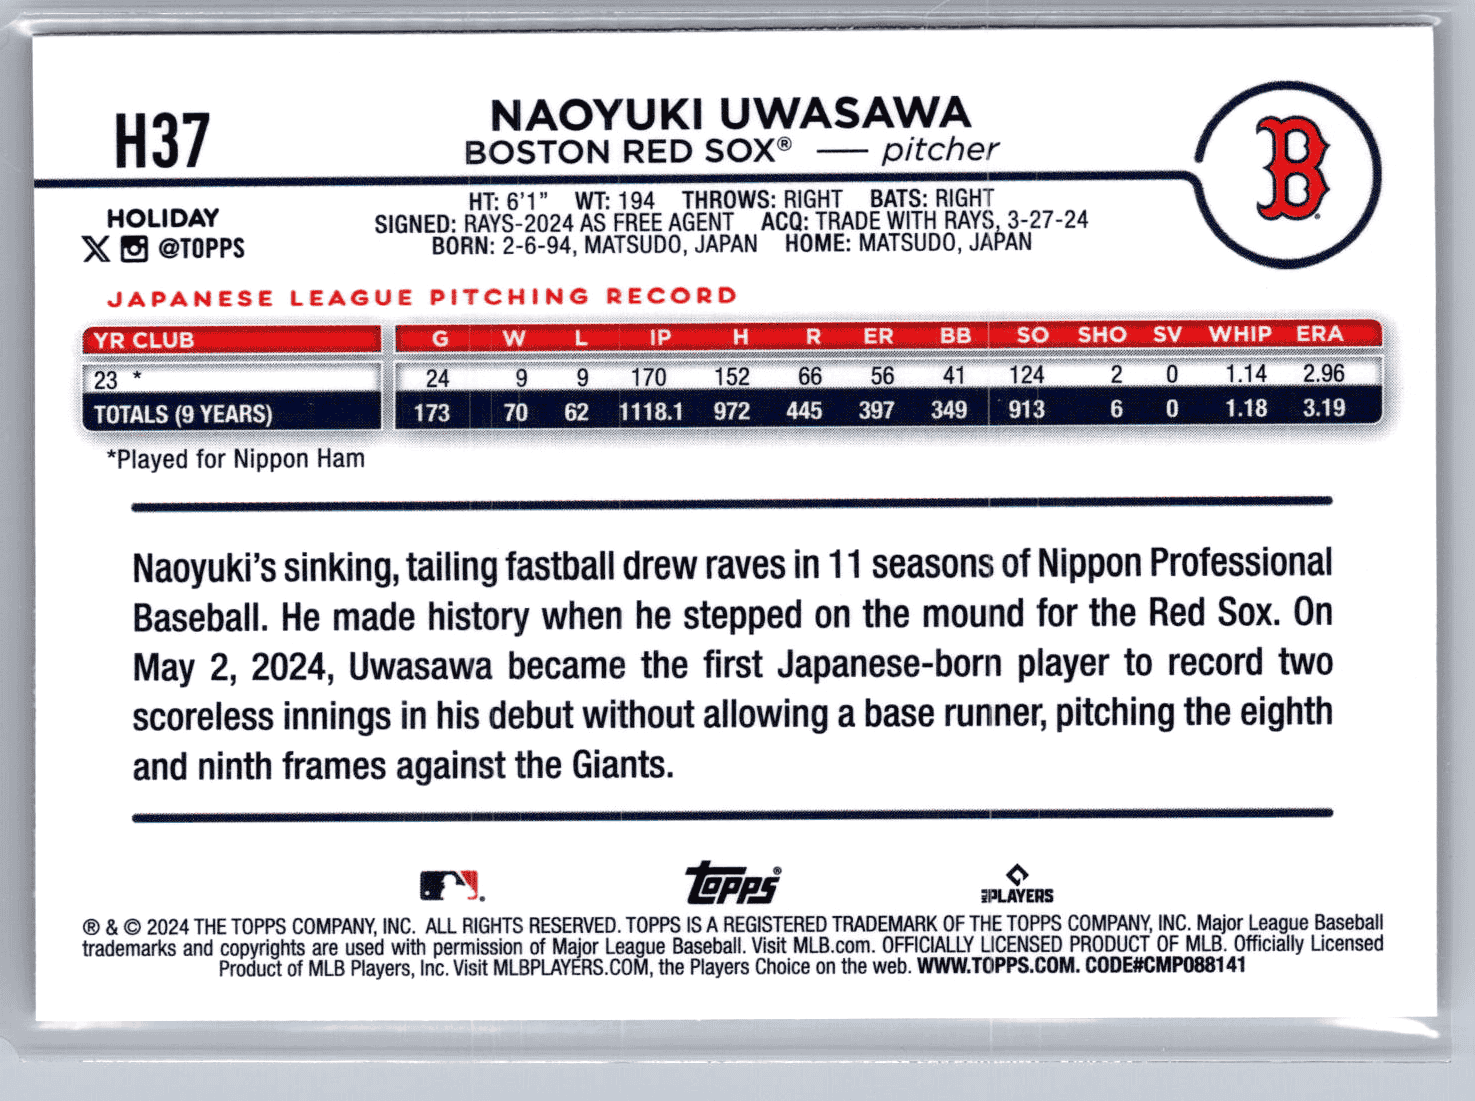 H37
NAOYUKI UWASAWA
BOSTON RED SOX® — pitcher
B
HOLIDAY
@TOPPS
HT: 6'1" WT: 194 THROWS: RIGHT BATS: RIGHT
SIGNED: RAYS-2024 AS FREE AGENT ACQ: TRADE WITH RAYS, 3-27-24
BORN: 2-6-94, MATSUDO, JAPAN HOME: MATSUDO, JAPAN
JAPANESE LEAGUE PITCHING RECORD
YR CLUB G W L IP H R ER BB SO SHO SV WHIP ERA
23 * 24 9 9 170 152 66 56 41 124 2 0 1.14 2.96
TOTALS (9 YEARS) 173 70 62 1118.1 972 445 397 349 913 6 0 1.18 3.19
*Played for Nippon Ham
Naoyuki's sinking, tailing fastball drew raves in 11 seasons of Nippon Professional
Baseball. He made history when he stepped on the mound for the Red Sox. On
May 2, 2024, Uwasawa became the first Japanese-born player to record two
scoreless innings in his debut without allowing a base runner, pitching the eighth
and ninth frames against the Giants.
Topps®
MLB PLAYERS
® & © 2024 THE TOPPS COMPANY, INC. ALL RIGHTS RESERVED. TOPPS IS A REGISTERED TRADEMARK OF THE TOPPS COMPANY, INC. Major League Baseball
trademarks and copyrights are used with permission of Major League Baseball. Visit MLB.com. OFFICIALLY LICENSED PRODUCT OF MLB. Officially Licensed
Product of MLB Players, Inc. Visit MLBPLAYERS.COM, the Players Choice on the web. WWW.TOPPS.COM. CODE#CMP088141